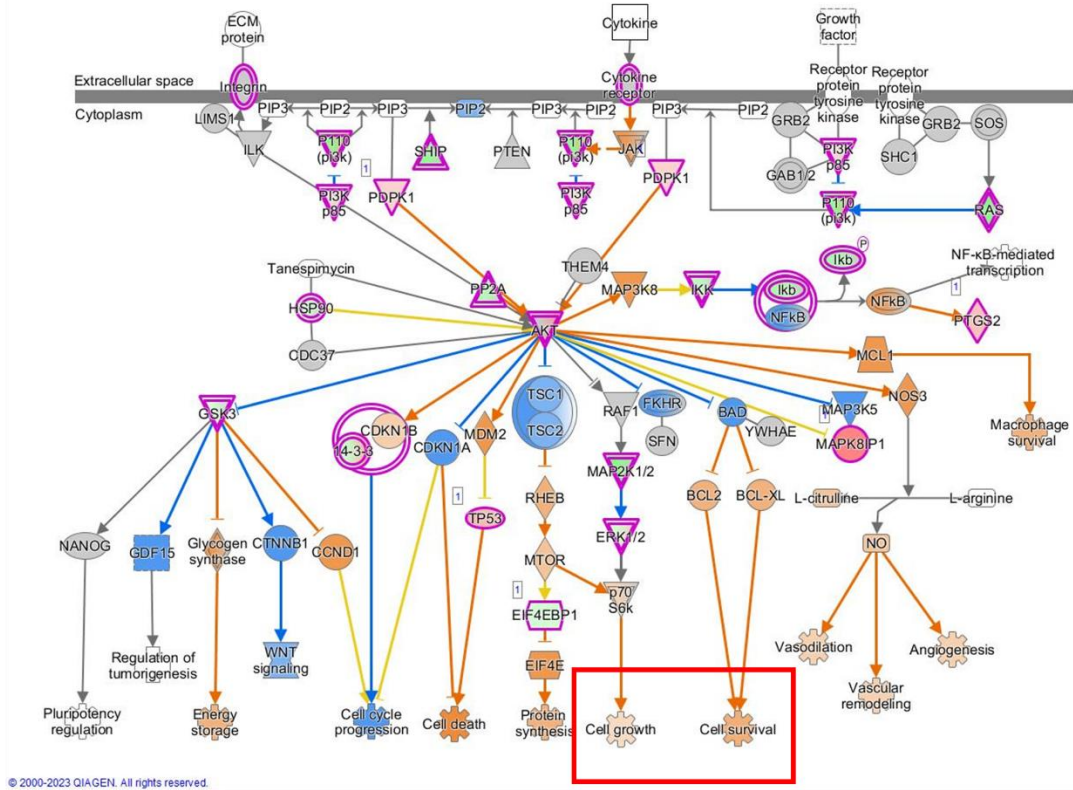 ECM
protein
Cytokine
Growth
factor
Extracellular space
Cytoplasm
Integrin
Cytokine
receptor
Receptor
protein
tyrosine
kinase
Receptor
protein
tyrosine
kinase
LIMS1
PIP3
PIP2
PIP3
PIP2
PIP3
PIP2
PIP3
PIP2
ILK
P110
(pi3k)
SHIP
PTEN
P110
(pi3k)
JAK
GRB2
GAB1/2
PI3K
p85
SHC1
GRB2
SOS
1
PDPK1
PI3K
p85
PI3K
p85
PDPK1
P110
(pi3k)
RAS
Tanespimycin
HSP90
CDC37
PP2A
THEM4
AKT
MAP3K8
IKK
Ikb
NFkB
Ikb
P
NFkB
NF-κB-mediated
transcription
1
PTGS2
MCL1
GSK3
CDKN1B
14-3-3
CDKN1A
MDM2
TSC1
TSC2
RAF1
FKHR
SFN
BAD
YWHAE
1
MAP3K5
MAPK8IP1
NOS3
Macrophage
survival
1
TP53
MAP2K1/2
BCL2
BCL-XL
L-citrulline
L-arginine
NANOG
GDF15
Glycogen
synthase
CTNNB1
CCND1
RHEB
MTOR
ERK1/2
NO
1
EIF4EBP1
p70
S6k
Regulation of
tumorigenesis
WNT
signaling
EIF4E
Vasodilation
Angiogenesis
Vascular
remodeling
Pluripotency
regulation
Energy
storage
Cell cycle
progression
Cell death
Protein
synthesis
Cell growth
Cell survival
© 2000-2023 QIAGEN. All rights reserved.